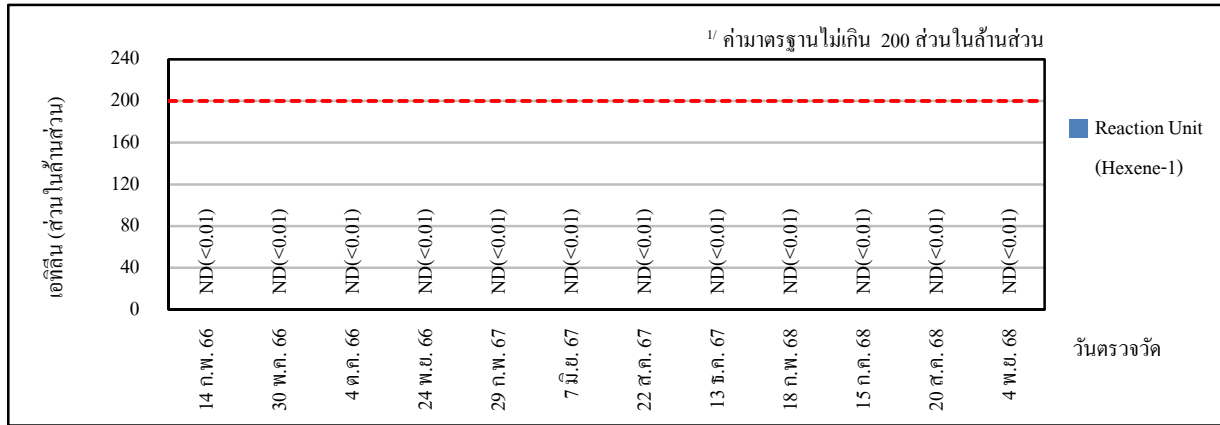 1/ ค่ามาตรฐานไม่เกิน 200 ส่วนในล้านส่วน
เอทิลีน (ส่วนในล้านส่วน)
240
200
160
120
80
40
0
ND(<0.01)
ND(<0.01)
ND(<0.01)
ND(<0.01)
ND(<0.01)
ND(<0.01)
ND(<0.01)
ND(<0.01)
ND(<0.01)
ND(<0.01)
ND(<0.01)
ND(<0.01)
14 ก.พ. 66
30 พ.ค. 66
4 ต.ค. 66
24 พ.ย. 66
29 ก.พ. 67
7 มิ.ย. 67
22 ส.ค. 67
13 ธ.ค. 67
18 ก.พ. 68
15 ก.ค. 68
20 ส.ค. 68
4 พ.ย. 68
วันตรวจวัด
Reaction Unit
(Hexene-1)